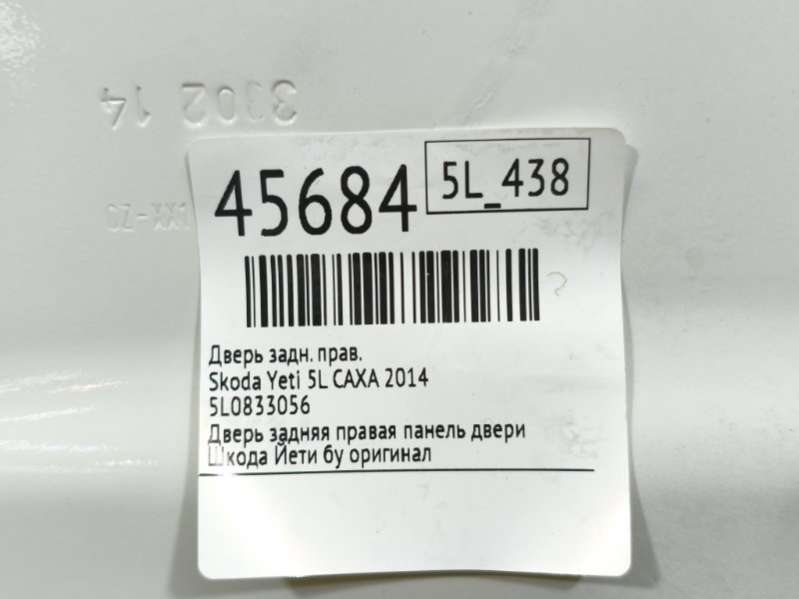 3302 14
45684
5L_438
Дверь задн. прав.
Skoda Yeti 5L CAXA 2014
5L0833056
Дверь задняя правая панель двери
Шкода Йети бу оригинал